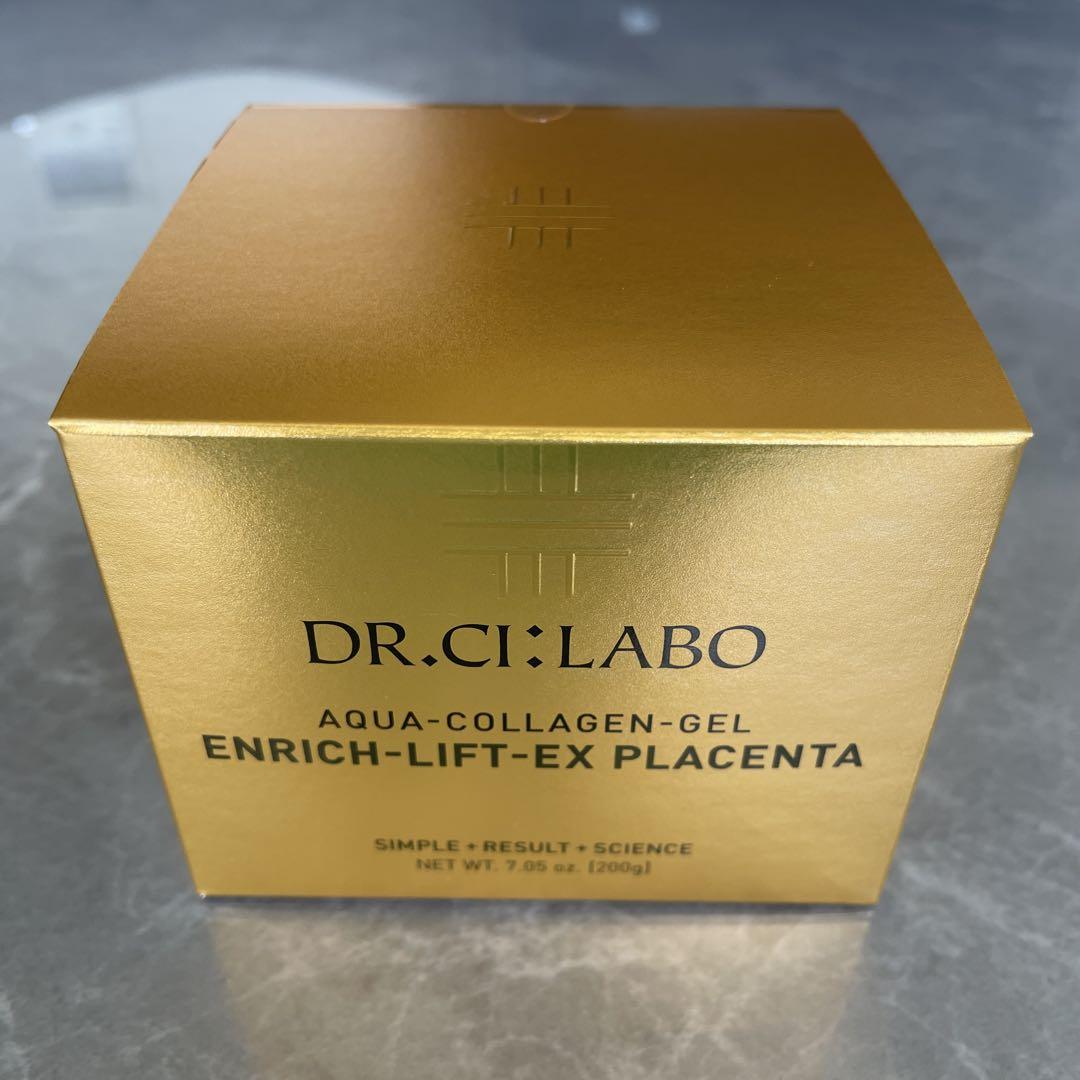 DR.CI:LABO
AQUA-COLLAGEN-GEL
ENRICH-LIFT-EX PLACENTA
SIMPLE + RESULT + SCIENCE
NET WT. 7.05 oz. [200g]